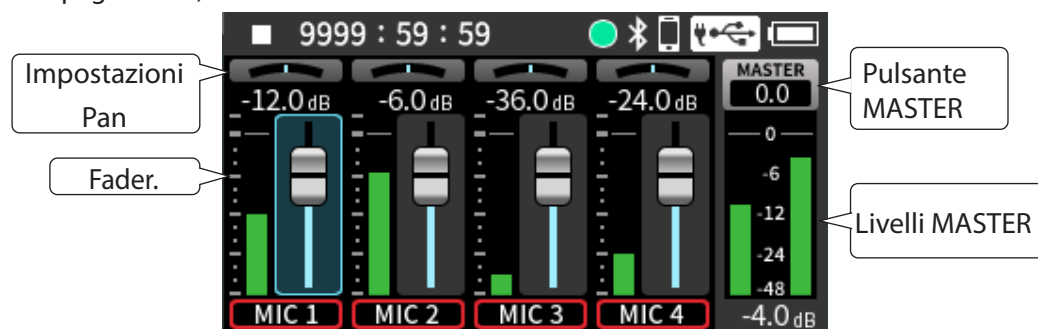 9999 : 59 : 59
Impostazioni
Pan
Fader.
-12.0 dB
-6.0 dB
-36.0 dB
-24.0 dB
MASTER
0.0
0
-6
-12
-24
-48
-4.0 dB
MIC 1
MIC 2
MIC 3
MIC 4
Pulsante
MASTER
Livelli MASTER